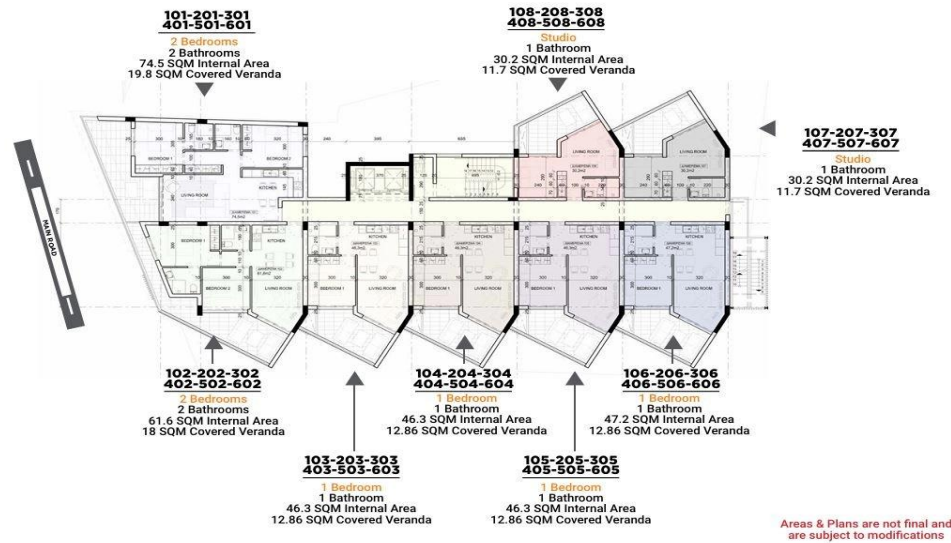 101-201-301
401-501-601
2 Bedrooms
2 Bathrooms
74.5 SQM Internal Area
19.8 SQM Covered Veranda
108-208-308
408-508-608
Studio
1 Bathroom
30.2 SQM Internal Area
11.7 SQM Covered Veranda
107-207-307
407-507-607
Studio
1 Bathroom
30.2 SQM Internal Area
11.7 SQM Covered Veranda
MAIN ROAD
BEDROOM 1
BEDROOM 2
LIVING ROOM
KITCHEN
LIVING ROOM
LIVING ROOM
BEDROOM 1
KITCHEN
BEDROOM 2
LIVING ROOM
KITCHEN
BEDROOM 1
LIVING ROOM
KITCHEN
BEDROOM 1
LIVING ROOM
KITCHEN
BEDROOM 1
LIVING ROOM
KITCHEN
BEDROOM 1
LIVING ROOM
102-202-302
402-502-602
2 Bedrooms
2 Bathrooms
61.6 SQM Internal Area
18 SQM Covered Veranda
104-204-304
404-504-604
1 Bedroom
1 Bathroom
46.3 SQM Internal Area
12.86 SQM Covered Veranda
106-206-306
406-506-606
1 Bedroom
1 Bathroom
47.2 SQM Internal Area
12.86 SQM Covered Veranda
103-203-303
403-503-603
1 Bedroom
1 Bathroom
46.3 SQM Internal Area
12.86 SQM Covered Veranda
105-205-305
405-505-605
1 Bedroom
1 Bathroom
46.3 SQM Internal Area
12.86 SQM Covered Veranda
Areas & Plans are not final and
are subject to modifications